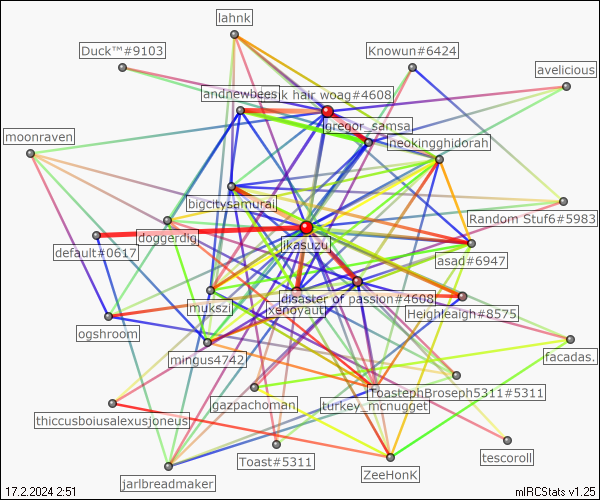 lahnk
Duck™#9103
Knowun#6424
avelicious
andnewbees
k hair woag#4608
gregor_samsa
neokingghidorah
moonraven
bigcitysamurai
Random Stuf6#5983
doggerdig
default#0617
ikasuzu
asad#6947
disaster of passion#4608
mukszi
xenoyaut
Heighleaigh#8575
ogshroom
mingus4742
facadas.
ToastephBroseph5311#5311
gazpachoman
turkey_mcnugget
thiccusboiusalexusjoneus
tescoroll
Toast#5311
ZeeHonK
jarlbreadmaker
17.2.2024 2:51
mIRCStats v1.25